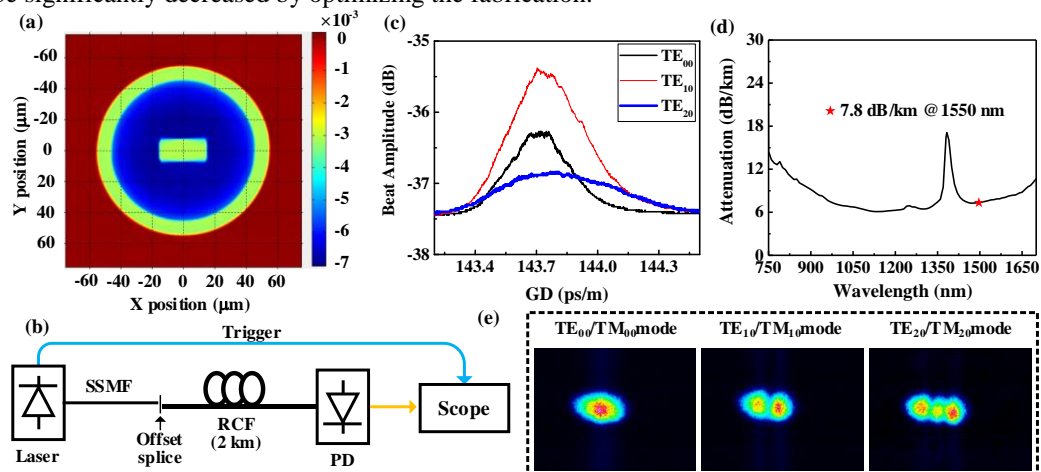 be significantly decreased by optimizing the fabrication.
(a)
×10⁻³
-60
-40
-20
0
20
40
60
Y position (μm)
-60 -40 -20 0 20 40 60
X position (μm)
0
-1
-2
-3
-4
-5
-6
-7
(c)
-35
-36
-37
-38
Beat Amplitude (dB)
TE₀₀
TE₁₀
TE₂₀
143.4 143.7 144.0 144.3
GD (ps/m)
(d)
30
24
18
12
6
0
Attenuation (dB/km)
★ 7.8 dB/km @1550 nm
750 900 1050 1200 1350 1500 1700
Wavelength (nm)
(b)
Trigger
SSMF
Laser
Offset
splice
RCF
(2 km)
PD
Scope
(e)
TE₀₀/TM₀₀mode TE₁₀/TM₁₀mode TE₂₀/TM₂₀mode